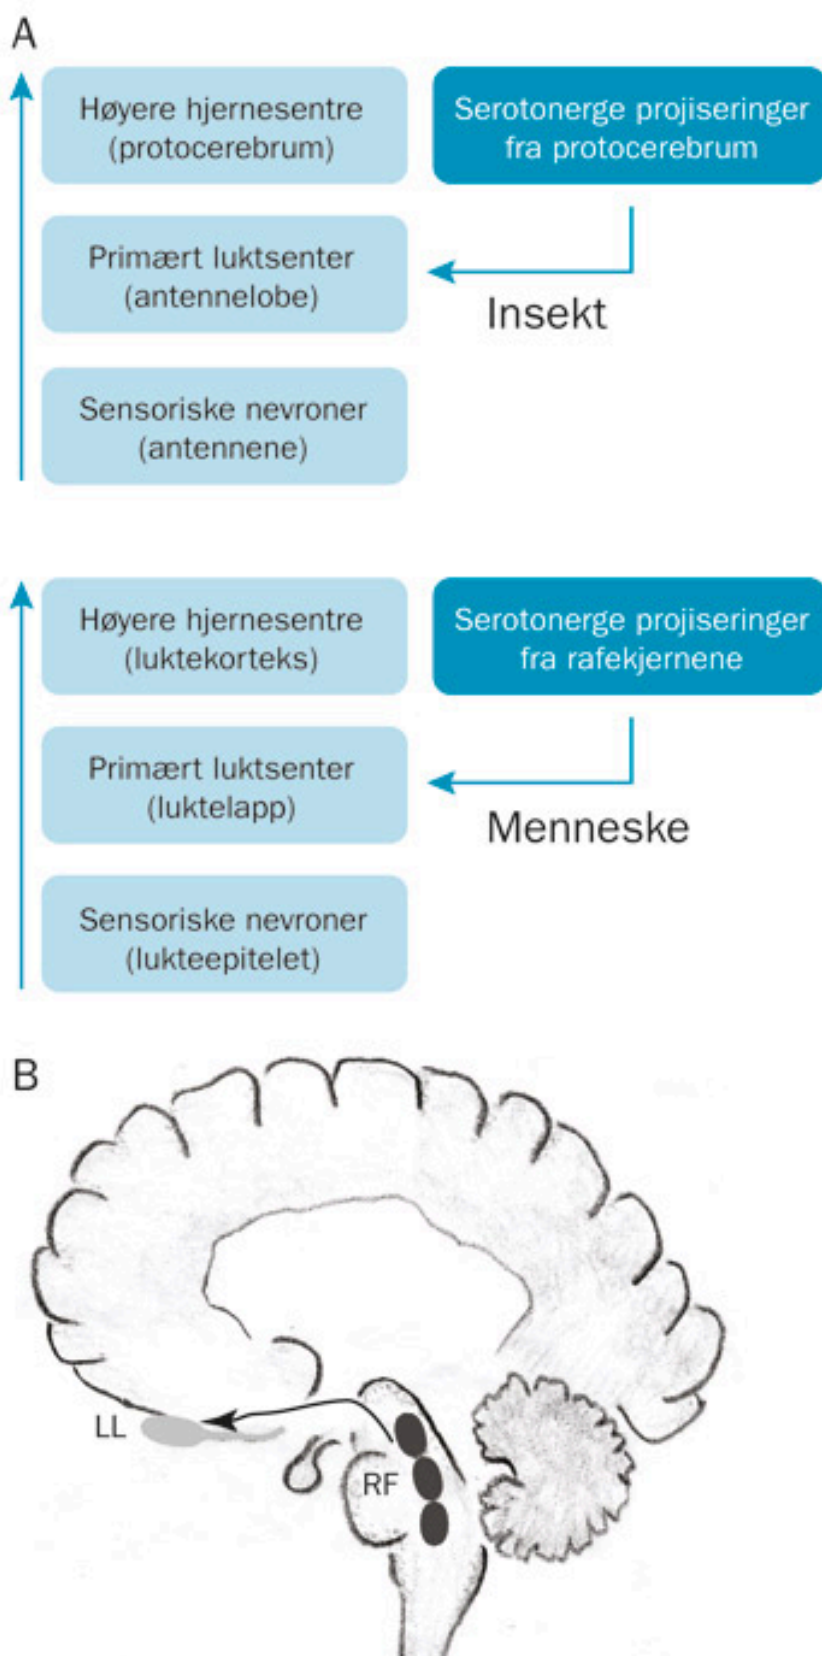 A
Høyere hjernesentre
(protocerebrum)
Serotonerge projiseringer
fra protocerebrum
Primært luktsenter
(antennelobe)
Insekt
Sensoriske nevroner
(antennene)
Høyere hjernesentre
(luktekorteks)
Serotonerge projiseringer
fra rafekjernene
Primært luktsenter
(luktelapp)
Menneske
Sensoriske nevroner
(lukteepitelet)
B
LL
RF